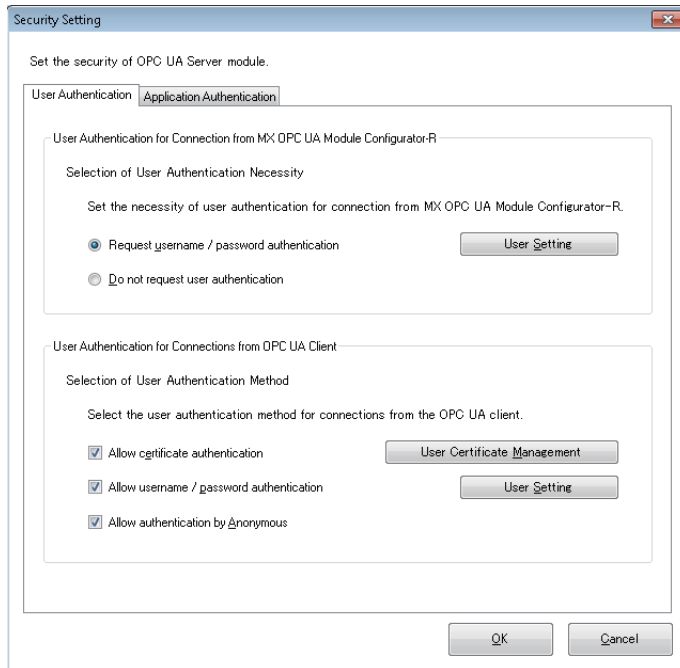 Security Setting
Set the security of OPC UA Server module.
User Authentication
Application Authentication
User Authentication for Connection from MX OPC UA Module Configurator-R
Selection of User Authentication Necessity
Set the necessity of user authentication for connection from MX OPC UA Module Configurator-R.
Request username / password authentication
User Setting
Do not request user authentication
User Authentication for Connections from OPC UA Client
Selection of User Authentication Method
Select the user authentication method for connections from the OPC UA client.
Allow certificate authentication
User Certificate Management
Allow username / password authentication
User Setting
Allow authentication by Anonymous
OK
Cancel